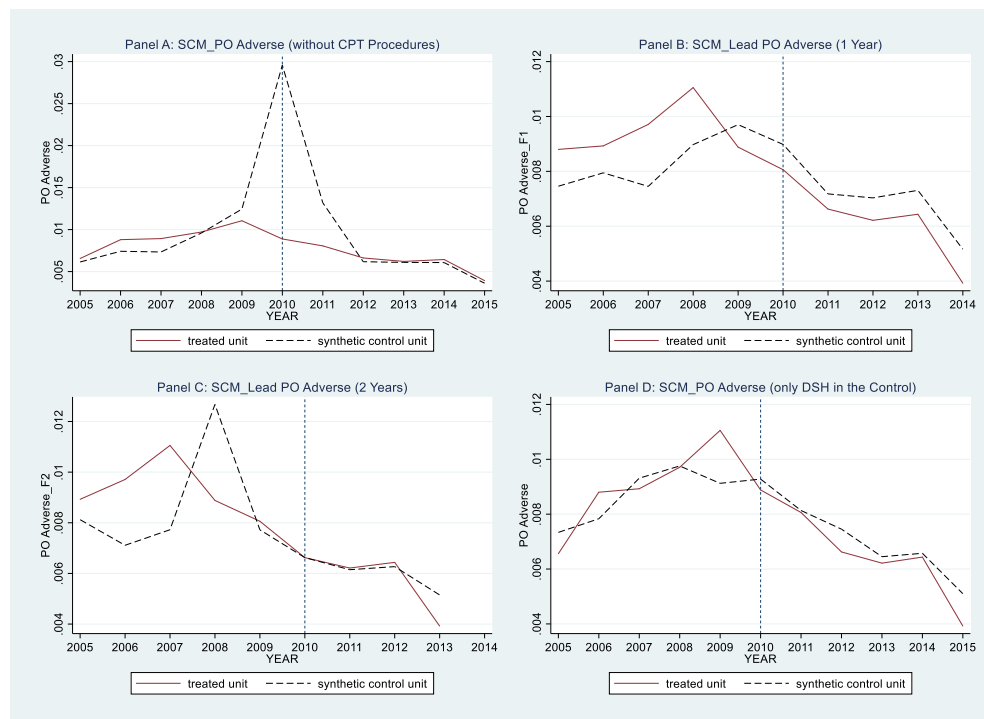 Panel A: SCM_PO Adverse (without CPT Procedures)
PO Adverse
.03
.025
.02
.015
.01
.005
2005 2006 2007 2008 2009 2010 2011 2012 2013 2014 2015
YEAR
treated unit synthetic control unit
Panel B: SCM_Lead PO Adverse (1 Year)
PO Adverse_F1
.012
.01
.008
.006
.004
2005 2006 2007 2008 2009 2010 2011 2012 2013 2014
YEAR
treated unit synthetic control unit
Panel C: SCM_Lead PO Adverse (2 Years)
PO Adverse_F2
.012
.01
.008
.006
.004
2005 2006 2007 2008 2009 2010 2011 2012 2013 2014
YEAR
treated unit synthetic control unit
Panel D: SCM_PO Adverse (only DSH in the Control)
PO Adverse
.012
.01
.008
.006
.004
2005 2006 2007 2008 2009 2010 2011 2012 2013 2014 2015
YEAR
treated unit synthetic control unit